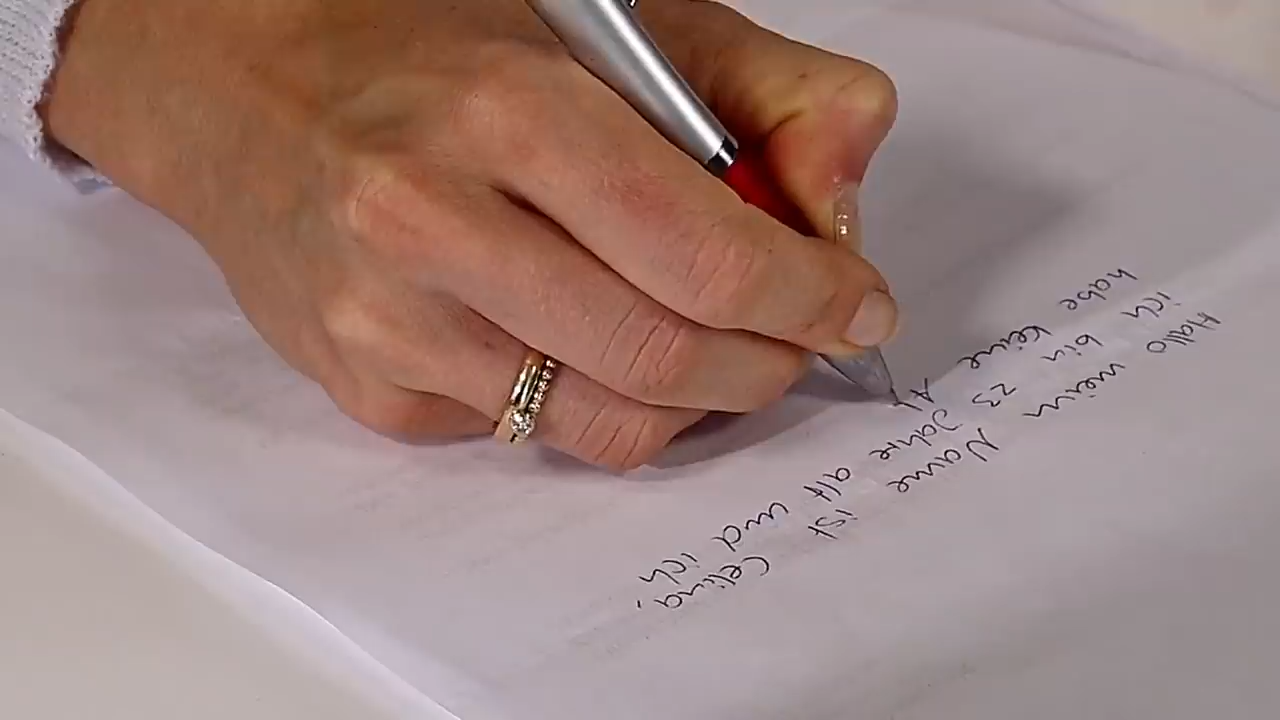 Hallo mein Name ist Celina,
ich bin 23 Jahre alt und ich
habe keine A